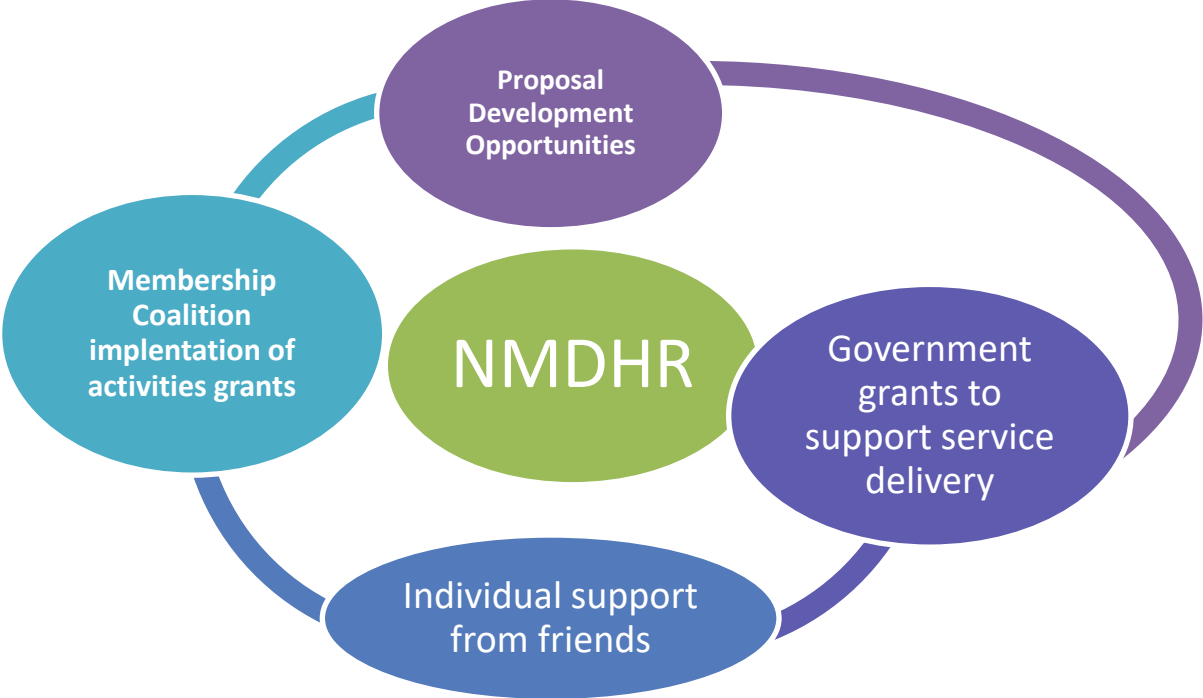 Proposal
Development
Opportunities
Membership
Coalition
implentation of
activities grants
NMDHR
Government
grants to
support service
delivery
Individual support
from friends